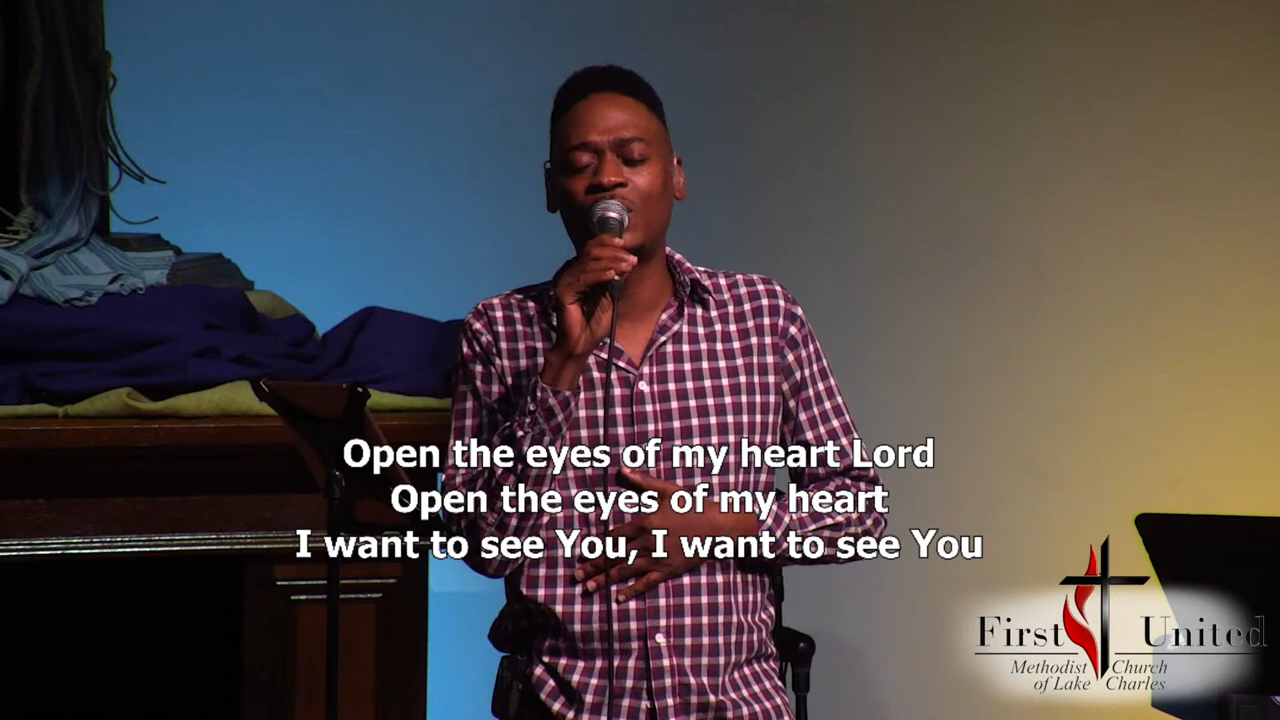 Open the eyes of my heart Lord
Open the eyes of my heart
I want to see You, I want to see You
First United
Methodist Church
of Lake Charles